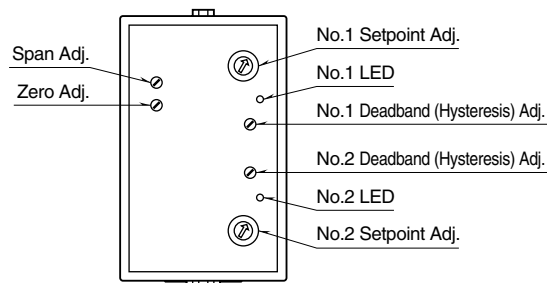 Span Adj.
Zero Adj.
No.1 Setpoint Adj.
No.1 LED
No.1 Deadband (Hysteresis) Adj.
No.2 Deadband (Hysteresis) Adj.
No.2 LED
No.2 Setpoint Adj.